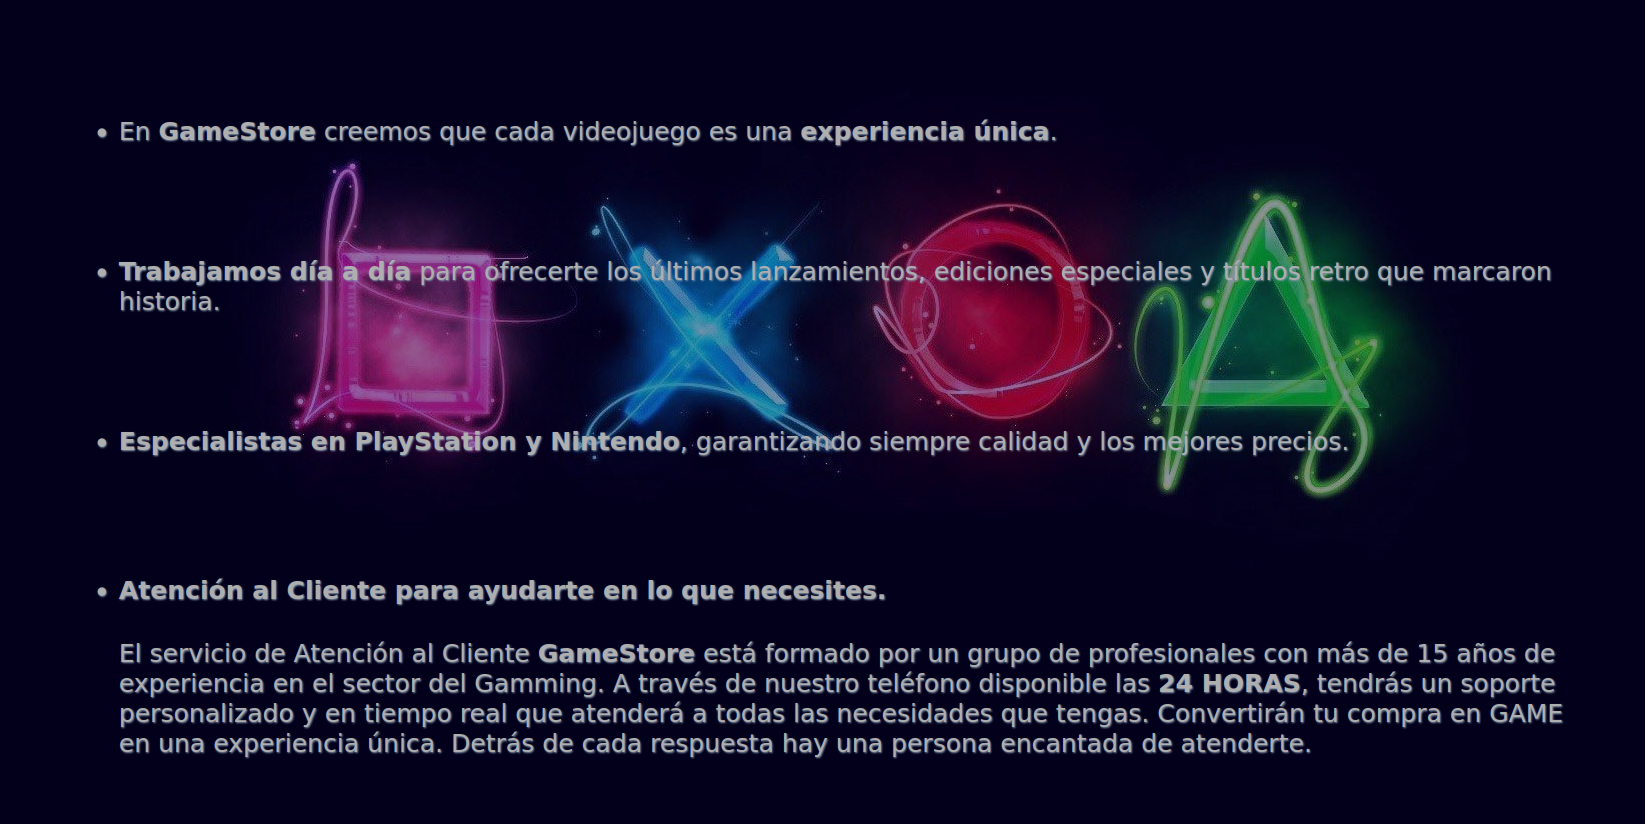 • En GameStore creemos que cada videojuego es una experiencia única.
• Trabajamos día a día para ofrecerte los últimos lanzamientos, ediciones especiales y títulos retro que marcaron
historia.
• Especialistas en PlayStation y Nintendo, garantizando siempre calidad y los mejores precios.
• Atención al Cliente para ayudarte en lo que necesites.
El servicio de Atención al Cliente GameStore está formado por un grupo de profesionales con más de 15 años de
experiencia en el sector del Gamming. A través de nuestro teléfono disponible las 24 HORAS, tendrás un soporte
personalizado y en tiempo real que atenderá a todas las necesidades que tengas. Convertirán tu compra en GAME
en una experiencia única. Detrás de cada respuesta hay una persona encantada de atenderte.